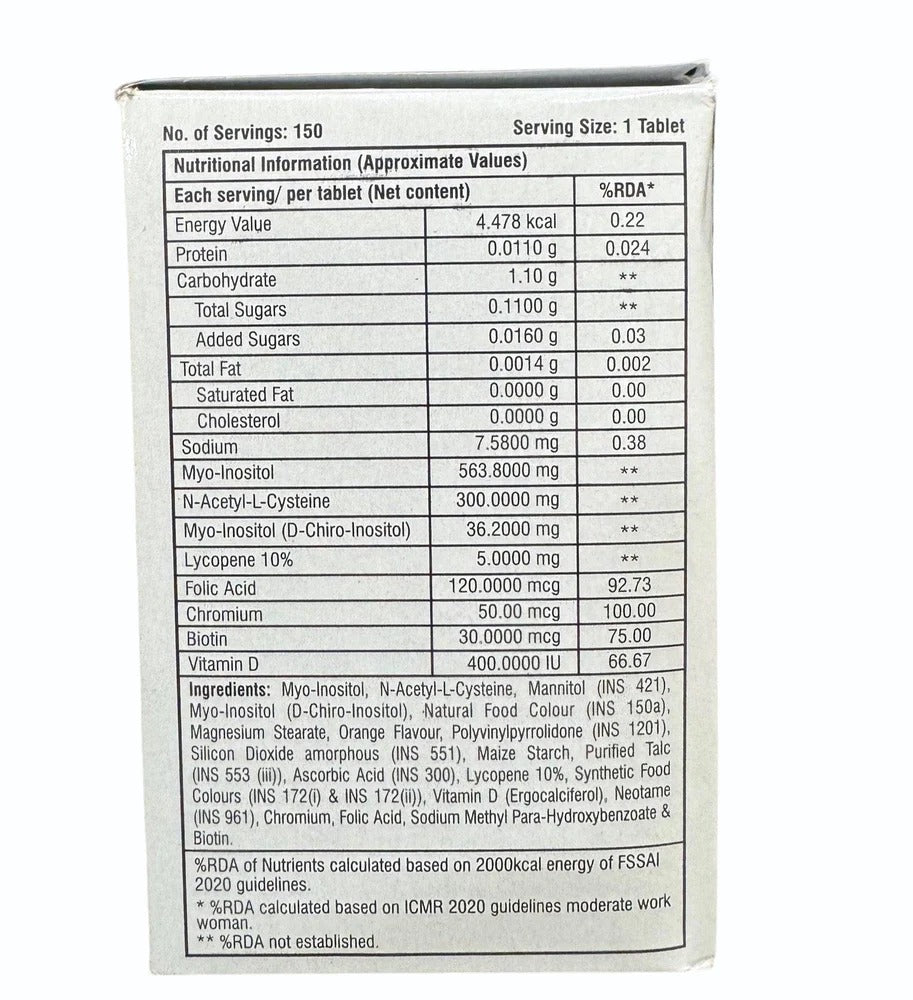 No. of Servings: 150 Serving Size: 1 Tablet
Nutritional Information (Approximate Values)
Each serving/ per tablet (Net content) %RDA*
Energy Value 4.478 kcal 0.22
Protein 0.0110 g 0.024
Carbohydrate 1.10 g **
Total Sugars 0.1100 g **
Added Sugars 0.0160 g 0.03
Total Fat 0.0014 g 0.002
Saturated Fat 0.0000 g 0.00
Cholesterol 0.0000 g 0.00
Sodium 7.5800 mg 0.38
Myo-Inositol 563.8000 mg **
N-Acetyl-L-Cysteine 300.0000 mg **
Myo-Inositol (D-Chiro-Inositol) 36.2000 mg **
Lycopene 10% 5.0000 mg **
Folic Acid 120.0000 mcg 92.73
Chromium 50.00 mcg 100.00
Biotin 30.0000 mcg 75.00
Vitamin D 400.0000 IU 66.67
Ingredients: Myo-Inositol, N-Acetyl-L-Cysteine, Mannitol (INS 421),
Myo-Inositol (D-Chiro-Inositol), Natural Food Colour (INS 150a),
Magnesium Stearate, Orange Flavour, Polyvinylpyrrolidone (INS 1201),
Silicon Dioxide amorphous (INS 551), Maize Starch, Purified Talc
(INS 553 (iii)), Ascorbic Acid (INS 300), Lycopene 10%, Synthetic Food
Colours (INS 172(i) & INS 172(ii)), Vitamin D (Ergocalciferol), Neotame
(INS 961), Chromium, Folic Acid, Sodium Methyl Para-Hydroxybenzoate &
Biotin.
%RDA of Nutrients calculated based on 2000kcal energy of FSSAI
2020 guidelines.
* %RDA calculated based on ICMR 2020 guidelines moderate work
woman.
** %RDA not established.